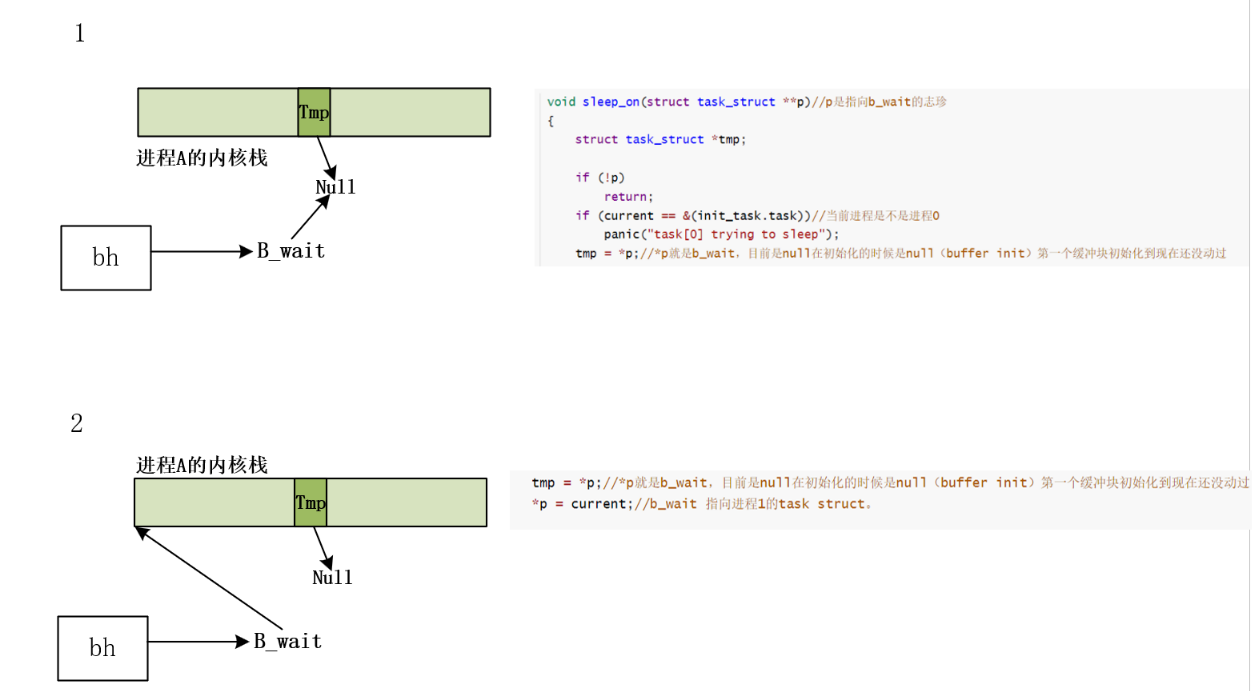 1
Tmp
进程A的内核栈
Null
bh
B_wait
void sleep_on(struct task_struct **p)//p是指向b_wait的志珍
{
struct task_struct *tmp;
if (!p)
return;
if (current == &(init_task.task))//当前进程是不是进程0
panic("task[0] trying to sleep");
tmp = *p;//*p就是b_wait，目前是null在初始化的时候是null（buffer init）第一个缓冲块初始化到现在还没动过
2
进程A的内核栈
Tmp
Null
bh
B_wait
tmp = *p;//*p就是b_wait，目前是null在初始化的时候是null（buffer init）第一个缓冲块初始化到现在还没动过
*p = current;//b_wait 指向进程1的task struct。